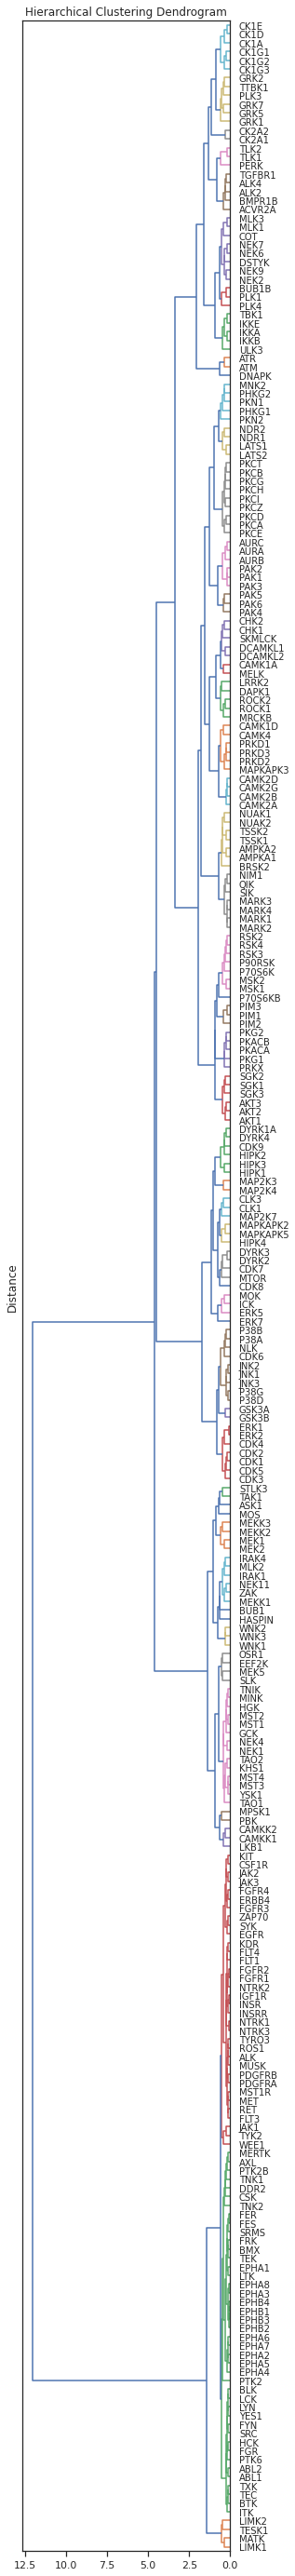 Hierarchical Clustering Dendrogram
CK1E
CK1D
CK1A
CK1G1
CK1G2
CK1G3
GRK2
TTBK1
PLK3
GRK7
GRK5
GRK1
CK2A2
CK2A1
TLK2
TLK1
PERK
TGFBR1
ALK4
ALK2
BMPR1B
ACVR2A
MLK3
MLK1
COT
NEK7
NEK6
DSTYK
NEK9
NEK2
BUB1B
PLK1
PLK4
TBK1
IKKE
IKKA
IKKB
ULK3
ATR
ATM
DNAPK
MNK2
PHKG2
PKN1
PHKG1
PKN2
NDR2
NDR1
LATS1
LATS2
PKCT
PKCB
PKCG
PKCH
PKCI
PKCZ
PKCD
PKCA
PKCE
AURC
AURA
AURB
PAK2
PAK1
PAK3
PAK5
PAK6
PAK4
CHK2
CHK1
SKMLCK
DCAMKL1
DCAMKL2
CAMK1A
MELK
LRRK2
DAPK1
ROCK2
ROCK1
MRCKB
CAMK1D
CAMK4
PRKD1
PRKD3
PRKD2
MAPKAPK3
CAMK2D
CAMK2G
CAMK2B
CAMK2A
NUAK1
NUAK2
TSSK2
TSSK1
AMPKA2
AMPKA1
BRSK2
NIM1
QIK
SIK
MARK3
MARK4
MARK1
MARK2
RSK2
RSK4
RSK3
P90RSK
P70S6K
MSK2
MSK1
P70S6KB
PIM3
PIM1
PIM2
PKG2
PKACB
PKACA
PKG1
PRKX
SGK2
SGK1
SGK3
AKT3
AKT2
AKT1
DYRK1A
DYRK4
CDK9
HIPK2
HIPK3
HIPK1
MAP2K3
MAP2K4
CLK3
CLK1
MAP2K7
MAPKAPK2
MAPKAPK5
HIPK4
DYRK3
DYRK2
CDK7
MTOR
CDK8
MOK
ICK
ERK5
ERK7
P38B
P38A
NLK
CDK6
JNK2
JNK1
JNK3
P38G
P38D
GSK3A
GSK3B
ERK1
ERK2
CDK4
CDK2
CDK1
CDK5
CDK3
STLK3
TAK1
ASK1
MOS
MEKK3
MEKK2
MEK1
MEK2
IRAK4
MLK2
IRAK1
NEK11
ZAK
MEKK1
BUB1
HASPIN
WNK2
WNK3
WNK1
OSR1
EEF2K
MEK5
SLK
TNIK
MINK
HGK
MST2
MST1
GCK
NEK4
NEK1
TAO2
KHS1
MST4
MST3
YSK1
TAO1
MPSK1
PBK
CAMKK2
CAMKK1
LKB1
KIT
CSF1R
JAK2
JAK3
FGFR4
ERBB4
FGFR3
ZAP70
SYK
EGFR
KDR
FLT4
FLT1
FGFR2
FGFR1
NTRK2
IGF1R
INSR
INSRR
NTRK1
NTRK3
TYRO3
ROS1
ALK
MUSK
PDGFRB
PDGFRA
MST1R
MET
RET
FLT3
JAK1
TYK2
WEE1
MERTK
AXL
PTK2B
TNK1
DDR2
CSK
TNK2
FER
FES
SRMS
FRK
BMX
TEK
EPHA1
LTK
EPHA8
EPHA3
EPHB4
EPHB1
EPHB3
EPHB2
EPHA6
EPHA7
EPHA2
EPHA5
EPHA4
PTK2
BLK
LCK
LYN
YES1
FYN
SRC
HCK
FGR
PTK6
ABL2
ABL1
TXK
TEC
BTK
ITK
LIMK2
TESK1
MATK
LIMK1
Distance
12.5 10.0 7.5 5.0 2.5 0.0